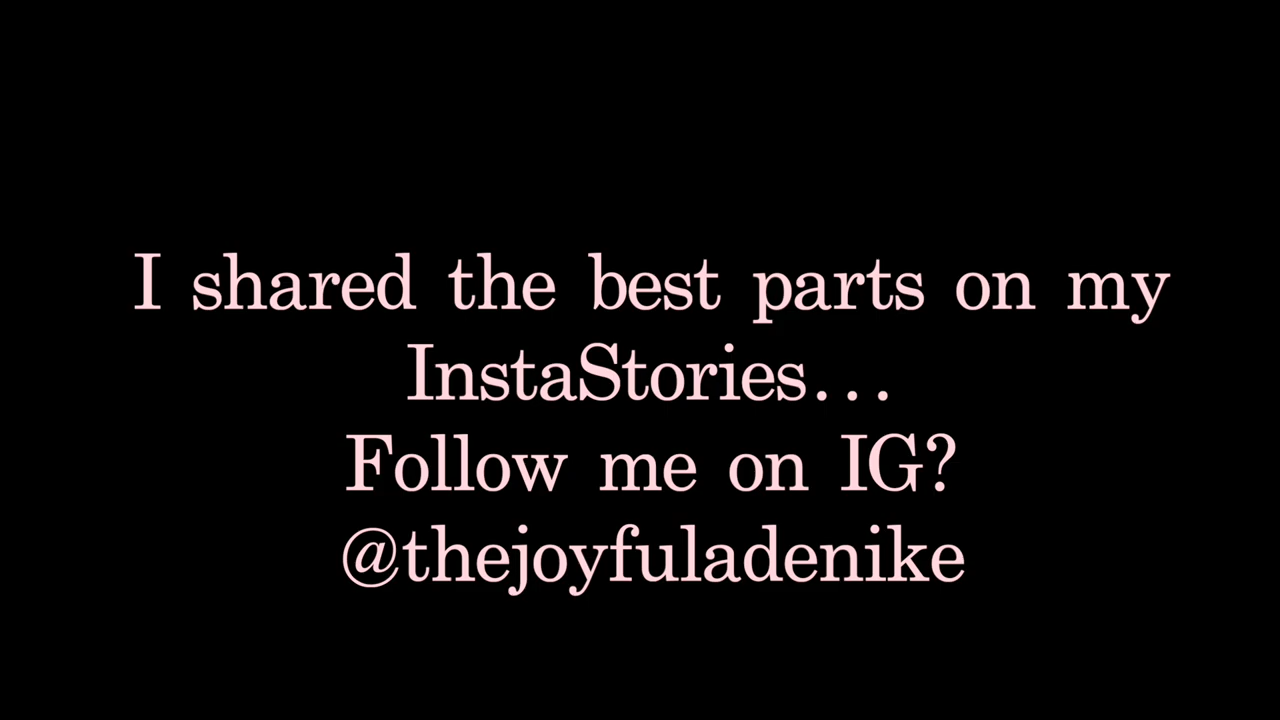 I shared the best parts on my
InstaStories...
Follow me on IG?
@thejoyfuladenike